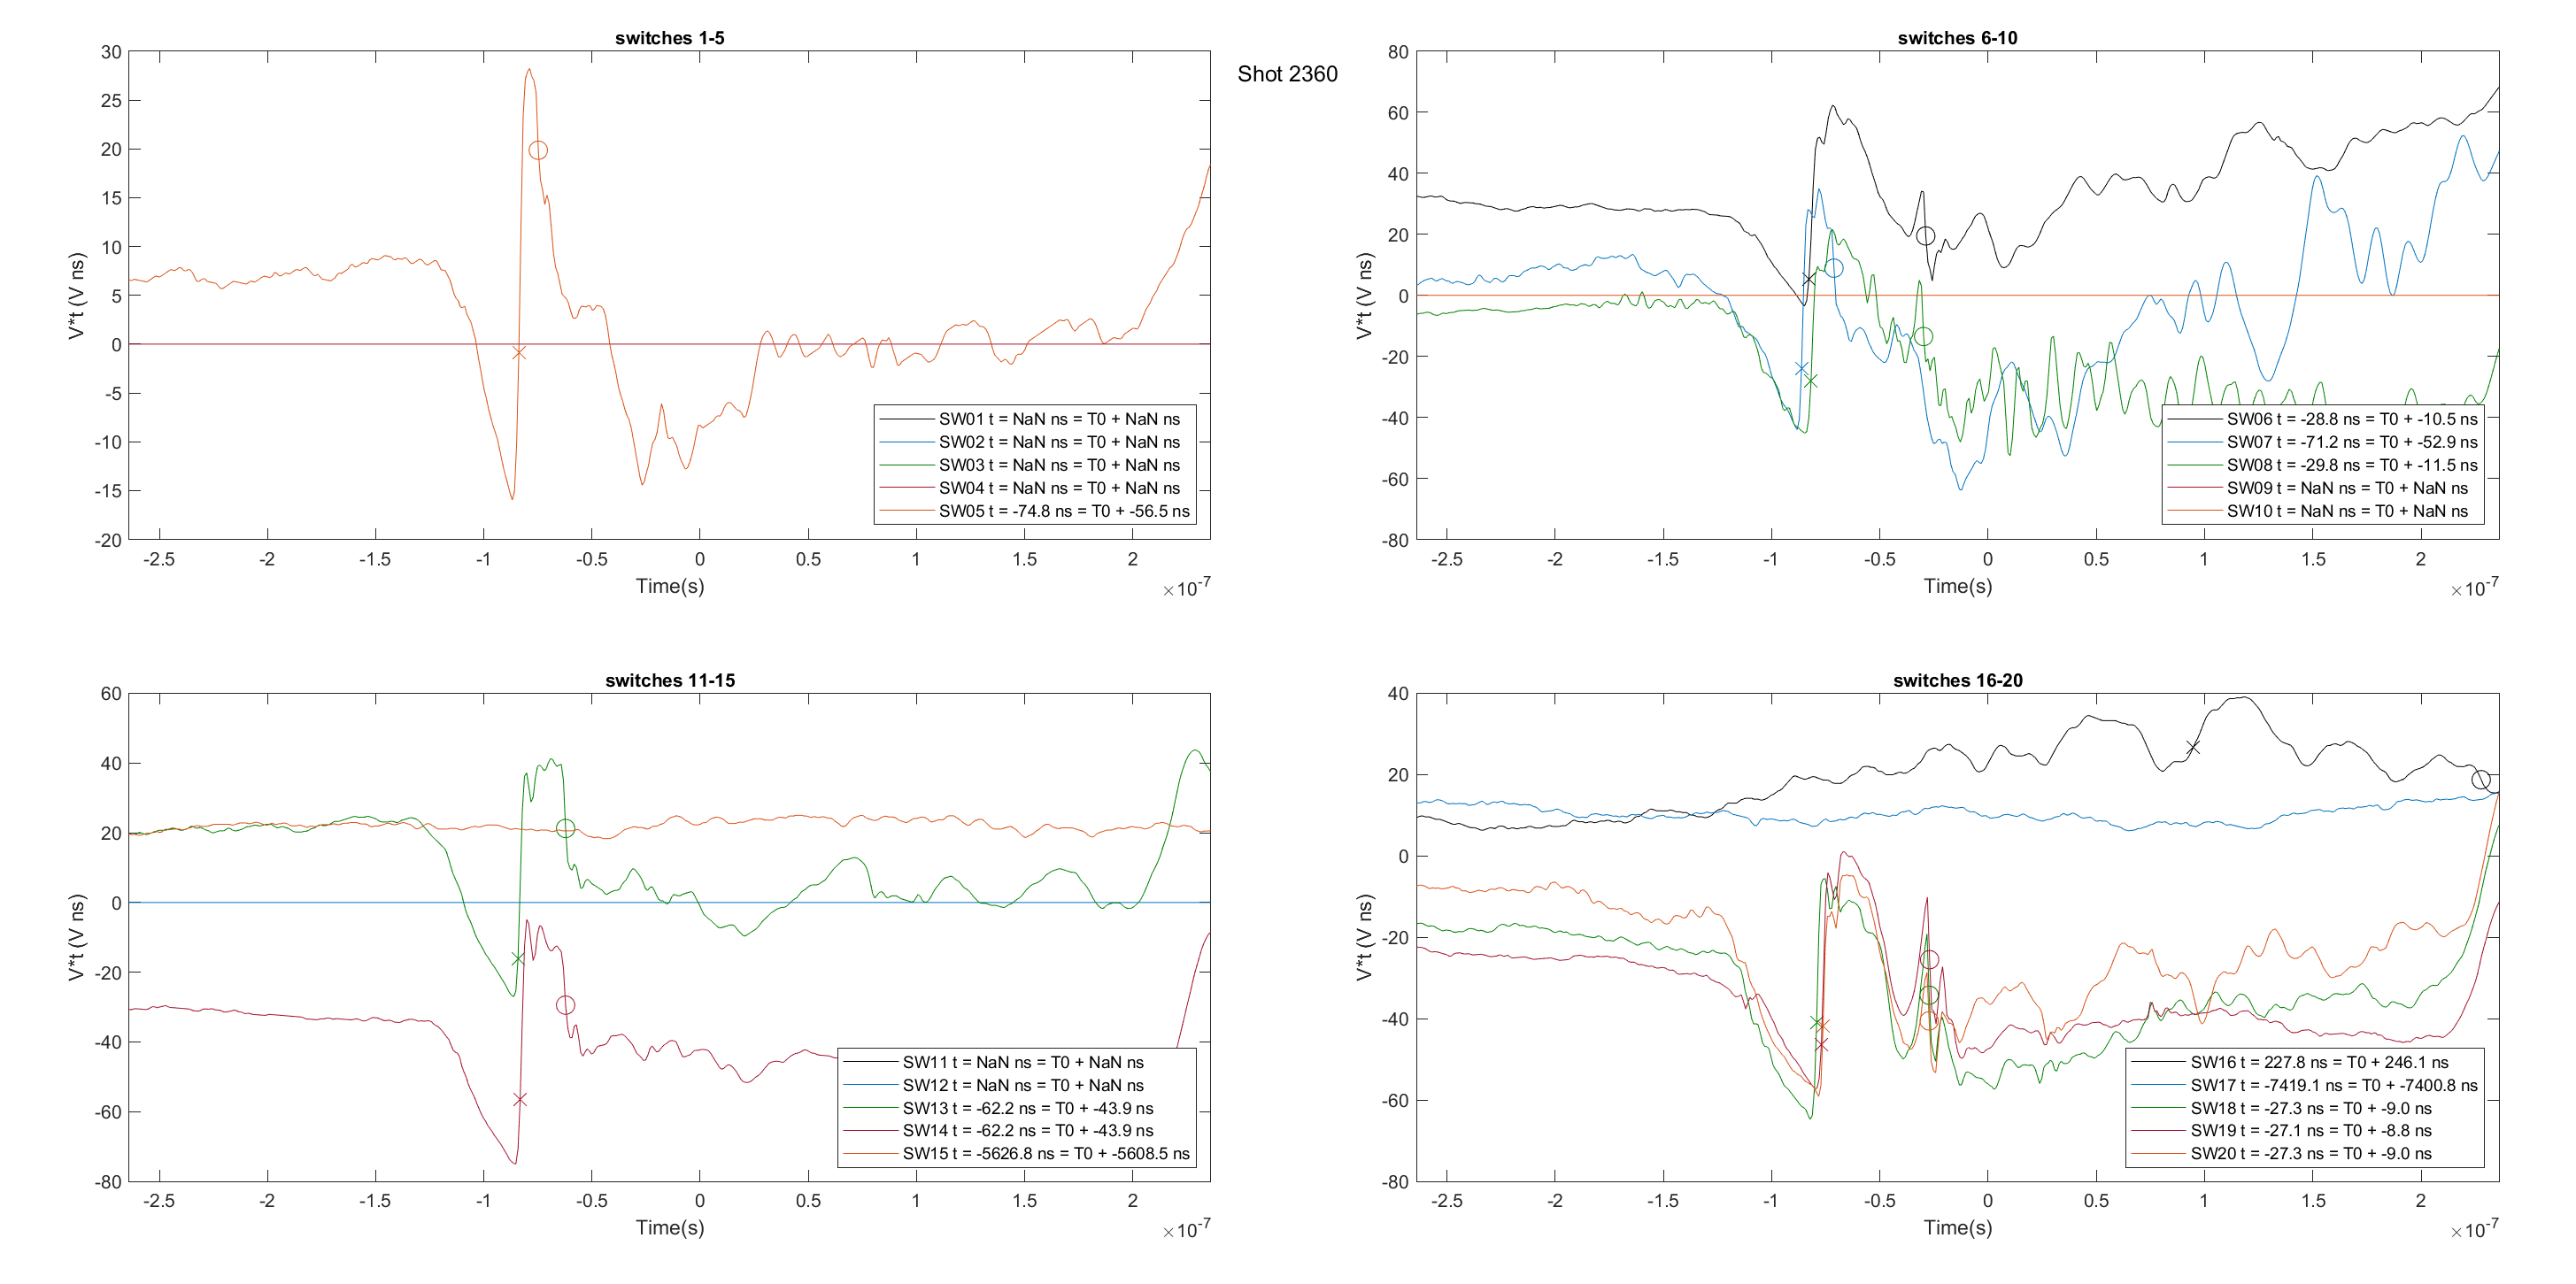 Shot 2360
switches 1-5
30
25
20
15
10
5
0
-5
-10
-15
-20
V*t (V ns)
SW01 t = NaN ns = T0 + NaN ns
SW02 t = NaN ns = T0 + NaN ns
SW03 t = NaN ns = T0 + NaN ns
SW04 t = NaN ns = T0 + NaN ns
SW05 t = -74.8 ns = T0 + -56.5 ns
-2.5 -2 -1.5 -1 -0.5 0 0.5 1 1.5 2
Time(s)
×10-7
switches 6-10
80
60
40
20
0
-20
-40
-60
-80
V*t (V ns)
SW06 t = -28.8 ns = T0 + -10.5 ns
SW07 t = -71.2 ns = T0 + -52.9 ns
SW08 t = -29.8 ns = T0 + -11.5 ns
SW09 t = NaN ns = T0 + NaN ns
SW10 t = NaN ns = T0 + NaN ns
-2.5 -2 -1.5 -1 -0.5 0 0.5 1 1.5 2
Time(s)
×10-7
switches 11-15
60
40
20
0
-20
-40
-60
-80
V*t (V ns)
SW11 t = NaN ns = T0 + NaN ns
SW12 t = NaN ns = T0 + NaN ns
SW13 t = -62.2 ns = T0 + -43.9 ns
SW14 t = -62.2 ns = T0 + -43.9 ns
SW15 t = -5626.8 ns = T0 + -5608.5 ns
-2.5 -2 -1.5 -1 -0.5 0 0.5 1 1.5 2
Time(s)
×10-7
switches 16-20
40
20
0
-20
-40
-60
-80
V*t (V ns)
SW16 t = 227.8 ns = T0 + 246.1 ns
SW17 t = -7419.1 ns = T0 + -7400.8 ns
SW18 t = -27.3 ns = T0 + -9.0 ns
SW19 t = -27.1 ns = T0 + -8.8 ns
SW20 t = -27.3 ns = T0 + -9.0 ns
-2.5 -2 -1.5 -1 -0.5 0 0.5 1 1.5 2
Time(s)
×10-7